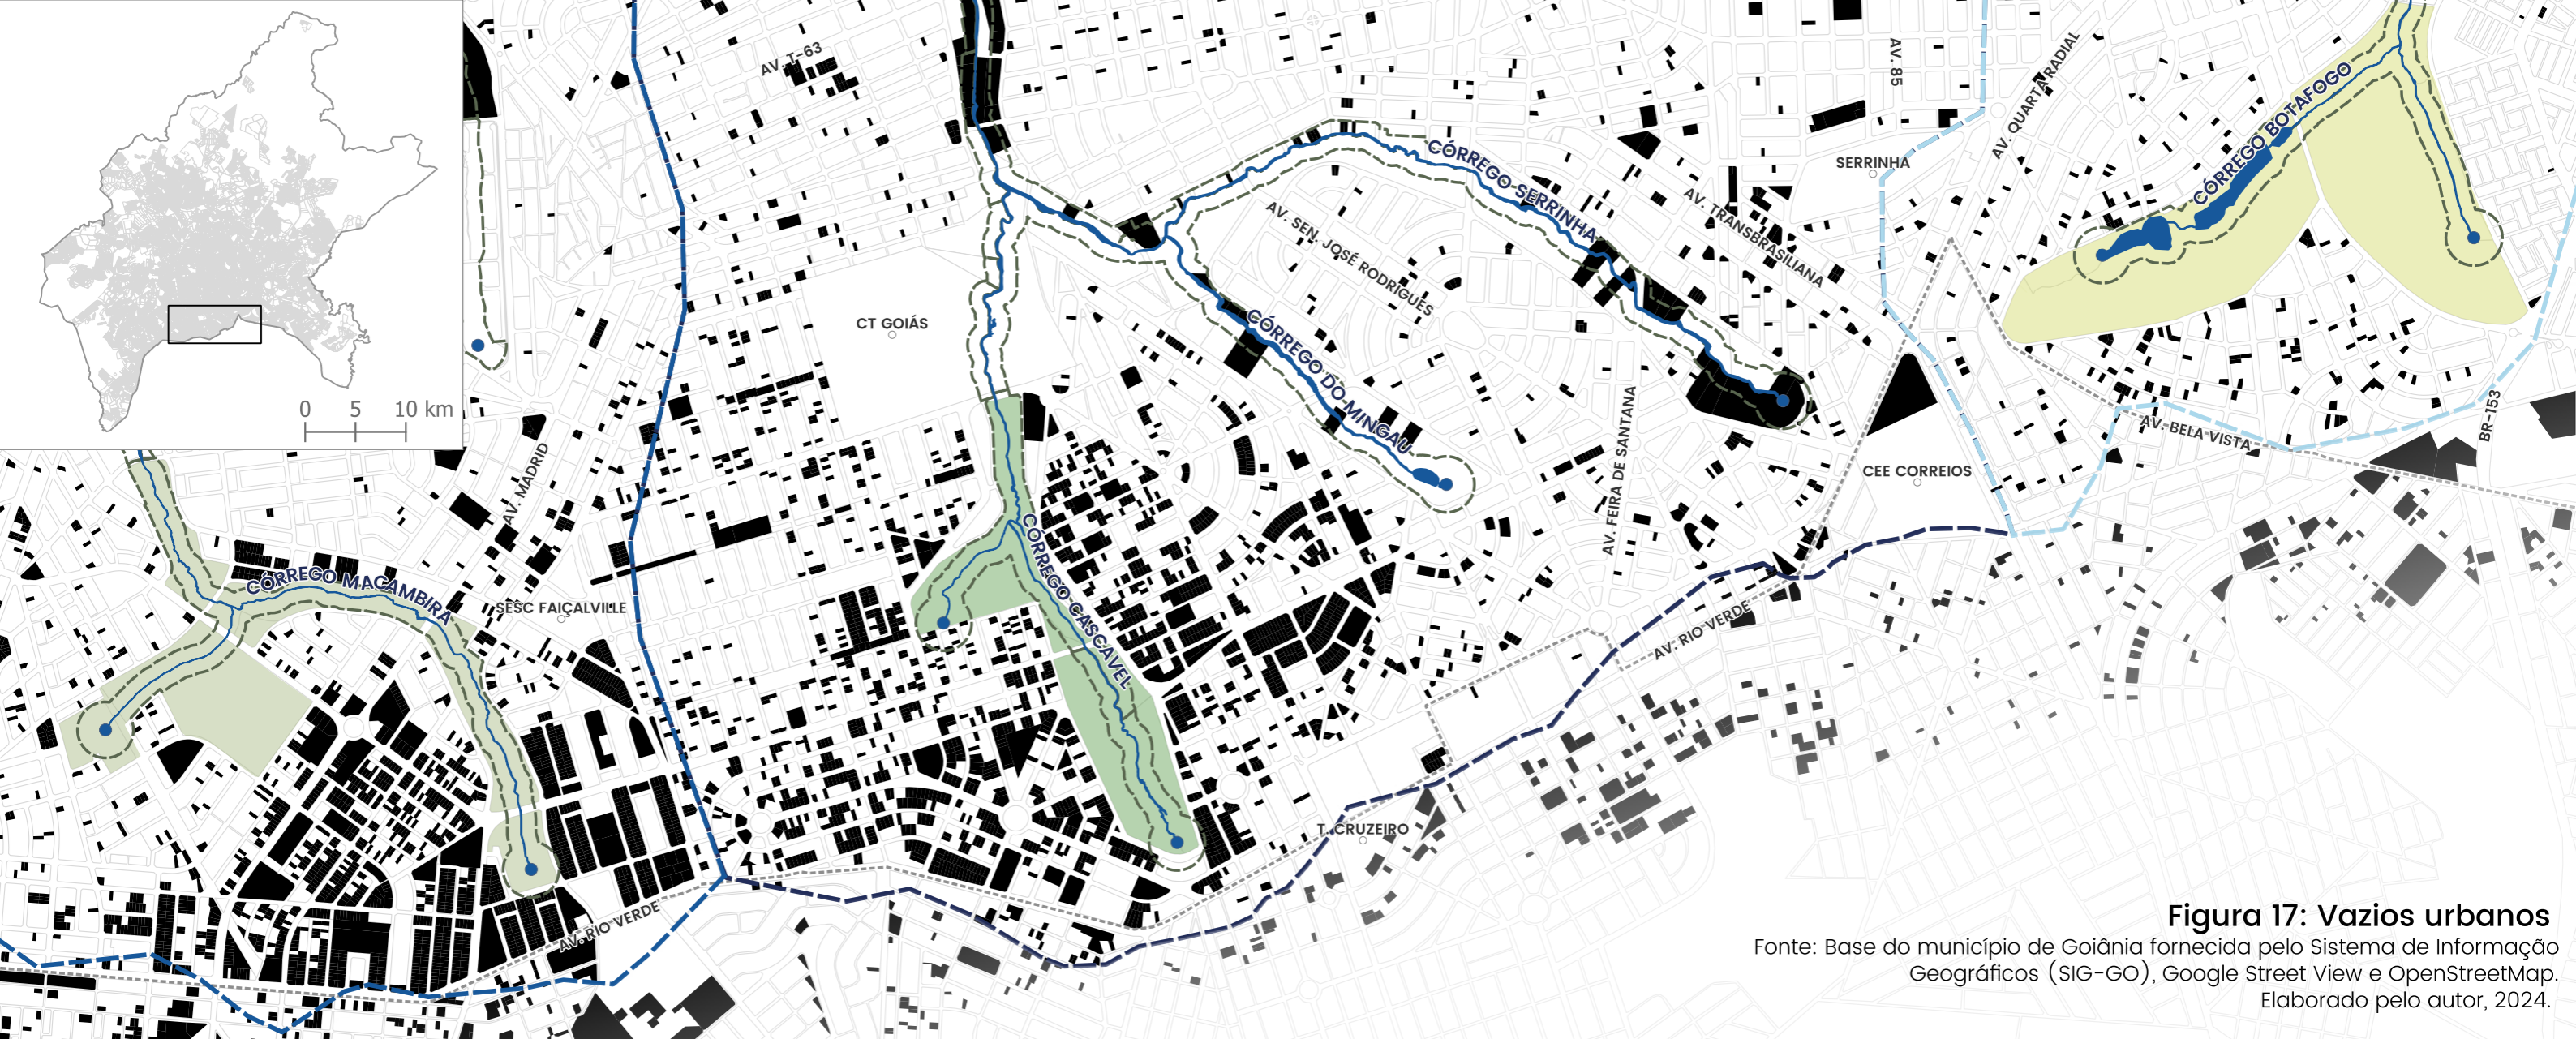 0 5 10 km
AV. T-63
AV. 85
AV. QUARTA RADIAL
CÓRREGO BOTAFOGO
SERRINHA
CÓRREGO SERRINHA
AV. TRANSBRASILIANA
AV. SEN. JOSÉ RODRIGUES
CT GOIÁS
CÓRREGO DO MINGAU
AV. FEIRA DE SANTANA
AV. BELA VISTA
BR-153
CEE CORREIOS
AV. MADRID
CÓRREGO MACAMBIRA
SESC FAIÇALVILLE
CÓRREGO CASCAVEL
AV. RIO VERDE
T. CRUZEIRO
AV. RIO VERDE
Figura 17: Vazios urbanos
Fonte: Base do município de Goiânia fornecida pelo Sistema de Informação
Geográficos (SIG-GO), Google Street View e OpenStreetMap.
Elaborado pelo autor, 2024.